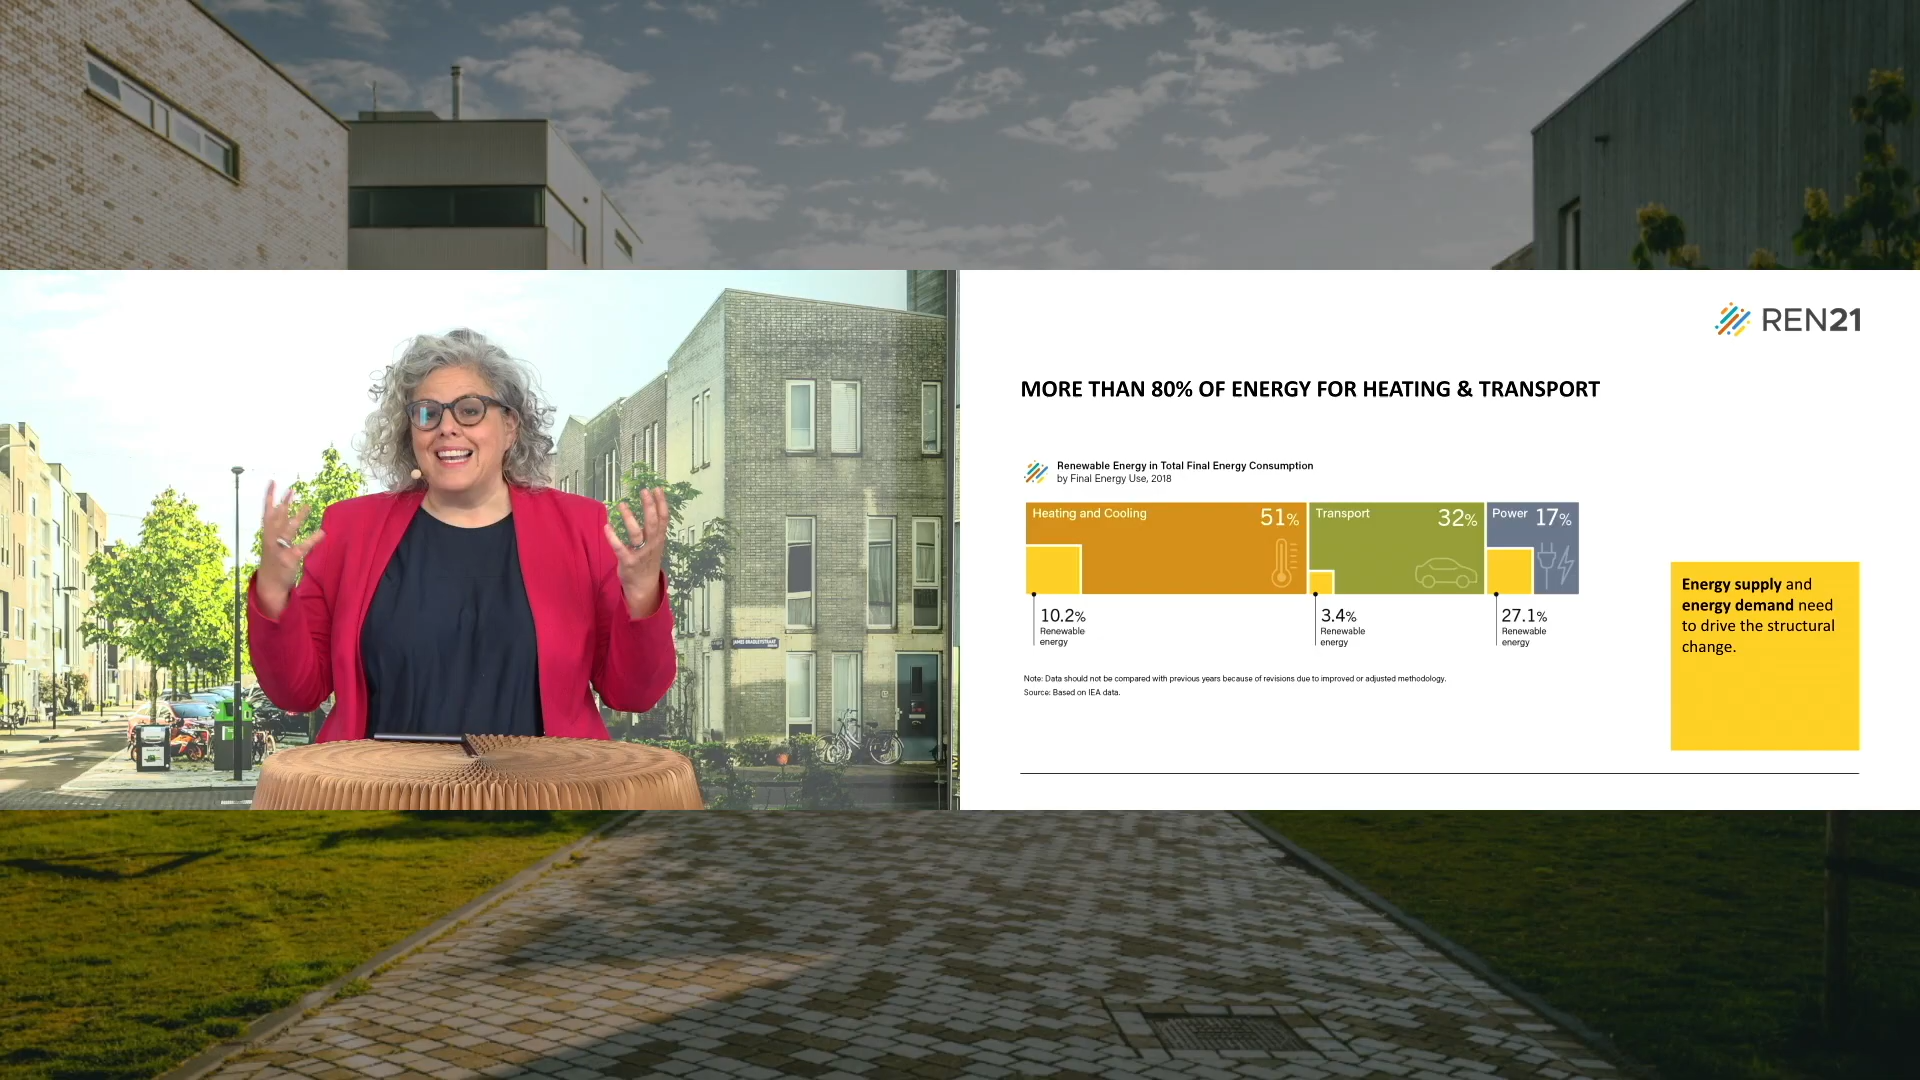 REN21
MORE THAN 80% OF ENERGY FOR HEATING & TRANSPORT
Renewable Energy in Total Final Energy Consumption
by Final Energy Use, 2018
Heating and Cooling 51% Transport 32% Power 17%
10.2% 3.4% 27.1%
Renewable Renewable Renewable
energy energy energy
Energy supply and
energy demand need
to drive the structural
change.
Note: Data should not be compared with previous years because of revisions due to improved or adjusted methodology.
Source: Based on IEA data.